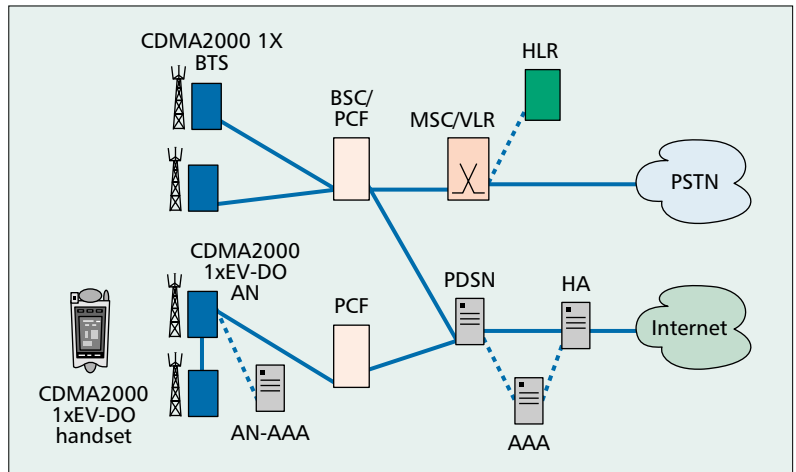 CDMA2000 1X
BTS
HLR
BSC/
PCF
MSC/VLR
PSTN
CDMA2000
1xEV-DO
AN
PCF
PDSN
HA
Internet
CDMA2000
1xEV-DO
handset
AN-AAA
AAA